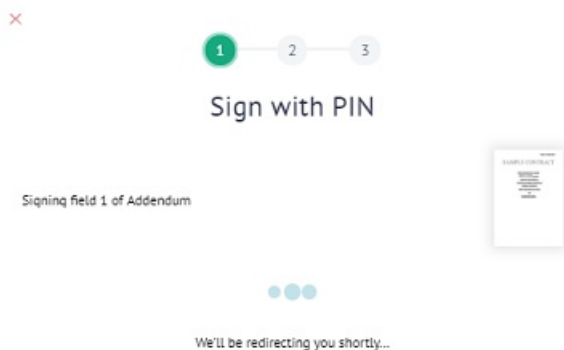 1 2 3
Sign with PIN
SAMPLE CONTRACT
Signing field 1 of Addendum
We'll be redirecting you shortly...